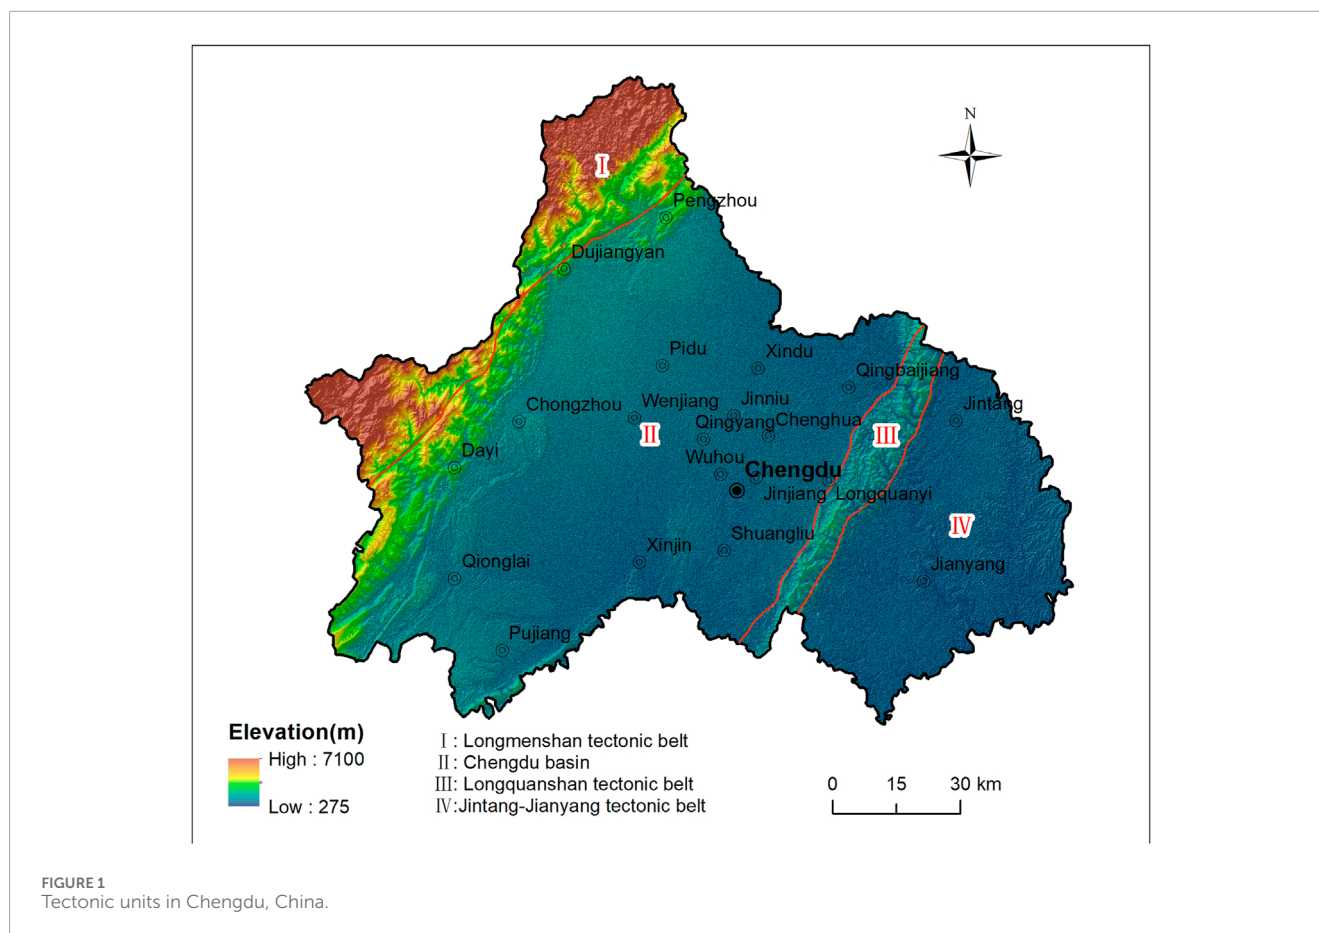 N
I
Pengzhou
Dujiangyan
Pidu
Xindu
Qingbaijiang
Chongzhou
Wenjiang
Jinniu
Jintang
Qingyang
Chenghua
II
III
Dayi
Wuhou
Chengdu
Jinjiang
Longquanyi
IV
Shuangliu
Xinjin
Qionglai
Jianyang
Pujiang
Elevation(m)
High : 7100
Low : 275
Ⅰ : Longmenshan tectonic belt
Ⅱ : Chengdu basin
Ⅲ: Longquanshan tectonic belt
Ⅳ:Jintang-Jianyang tectonic belt
0 15 30 km
FIGURE 1
Tectonic units in Chengdu, China.